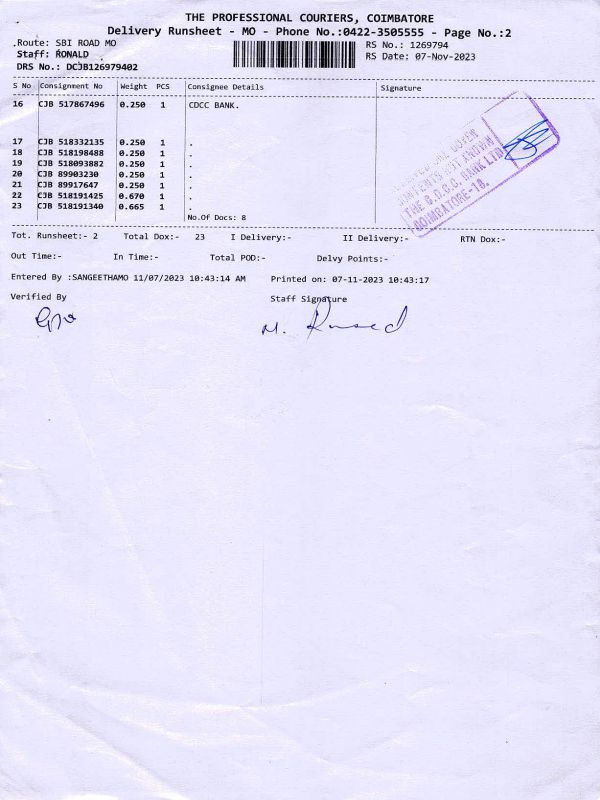 THE PROFESSIONAL COURIERS, COIMBATORE
Delivery Runsheet - MO - Phone No.:0422-3505555 - Page No.:2
Route: SBI ROAD MO
RS No.: 1269794
Staff: RONALD
RS Date: 07-Nov-2023
DRS No.: DCJB126979402
S No Consignment No Weight PCS Consignee Details Signature
16 CJB 517867496 0.250 1 CDCC BANK.
17 CJB 518332135 0.250 1 .
18 CJB 518198488 0.250 1 .
19 CJB 518093882 0.250 1 .
20 CJB 89903230 0.250 1 .
21 CJB 89917647 0.250 1 .
22 CJB 518191425 0.670 1 .
23 CJB 518191340 0.665 1 .
No.Of Docs: 8
COVER
CONTENTS NOT KNOWN
THE C.D.C.C. BANK LTD
COIMBATORE-18.
Tot. Runsheet:- 2 Total Dox:- 23 I Delivery:- II Delivery:- RTN Dox:-
Out Time:- In Time:- Total POD:- Delvy Points:-
Entered By :SANGEETHAMO 11/07/2023 10:43:14 AM Printed on: 07-11-2023 10:43:17
Verified By Staff Signature